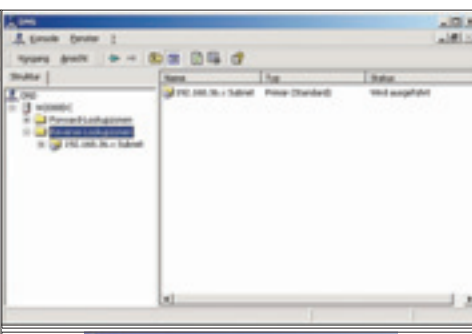 DNS
Konsole Fenster ?
Vorgang Ansicht
Struktur
Name Typ Status
DNS
Forward-Lookupzonen
Reverse-Lookupzonen
192.168.36.x Subnet
192.168.36.x Subnet Primär (Standard) Wird ausgeführt